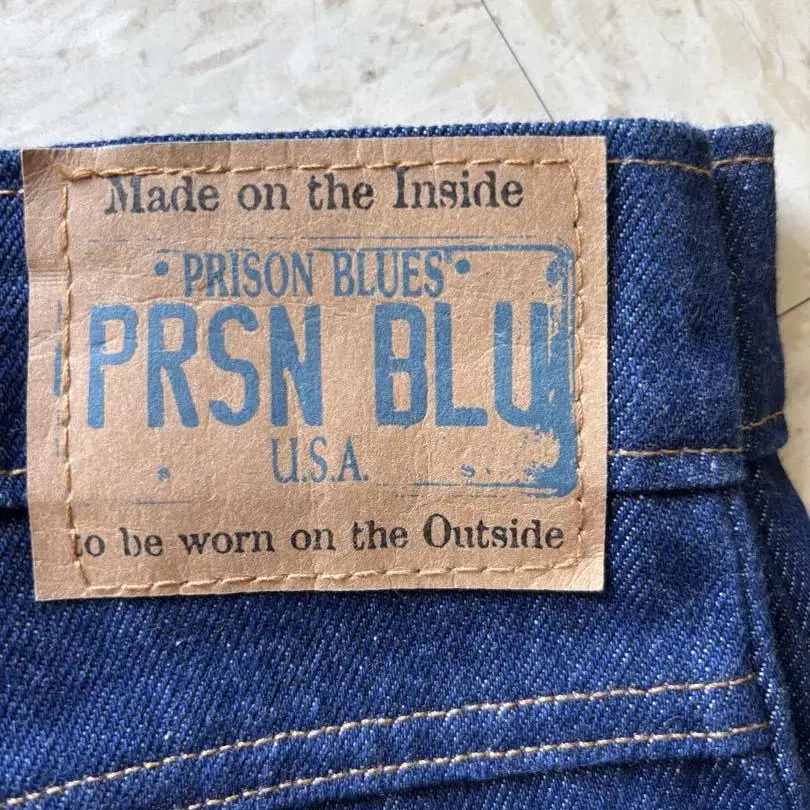 Made on the Inside
• PRISON BLUES •
PRSN BLU
U.S.A.
to be worn on the Outside